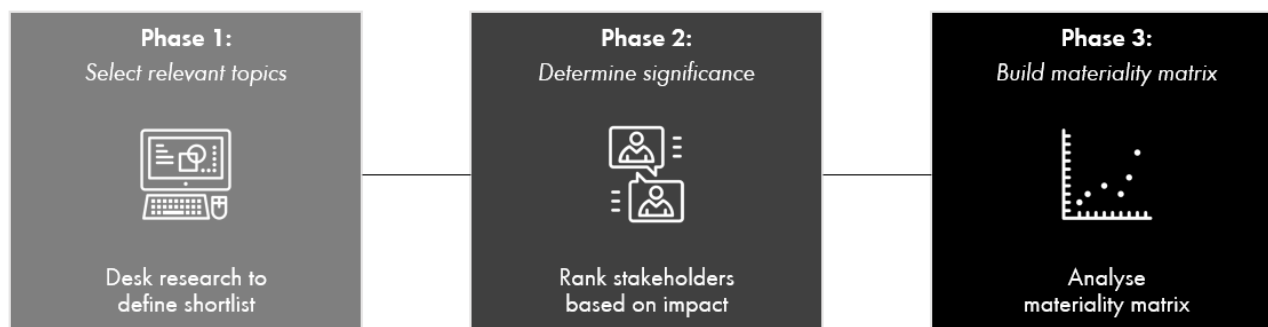 Phase 1:
Select relevant topics
Desk research to
define shortlist
Phase 2:
Determine significance
Rank stakeholders
based on impact
Phase 3:
Build materiality matrix
Analyse
materiality matrix